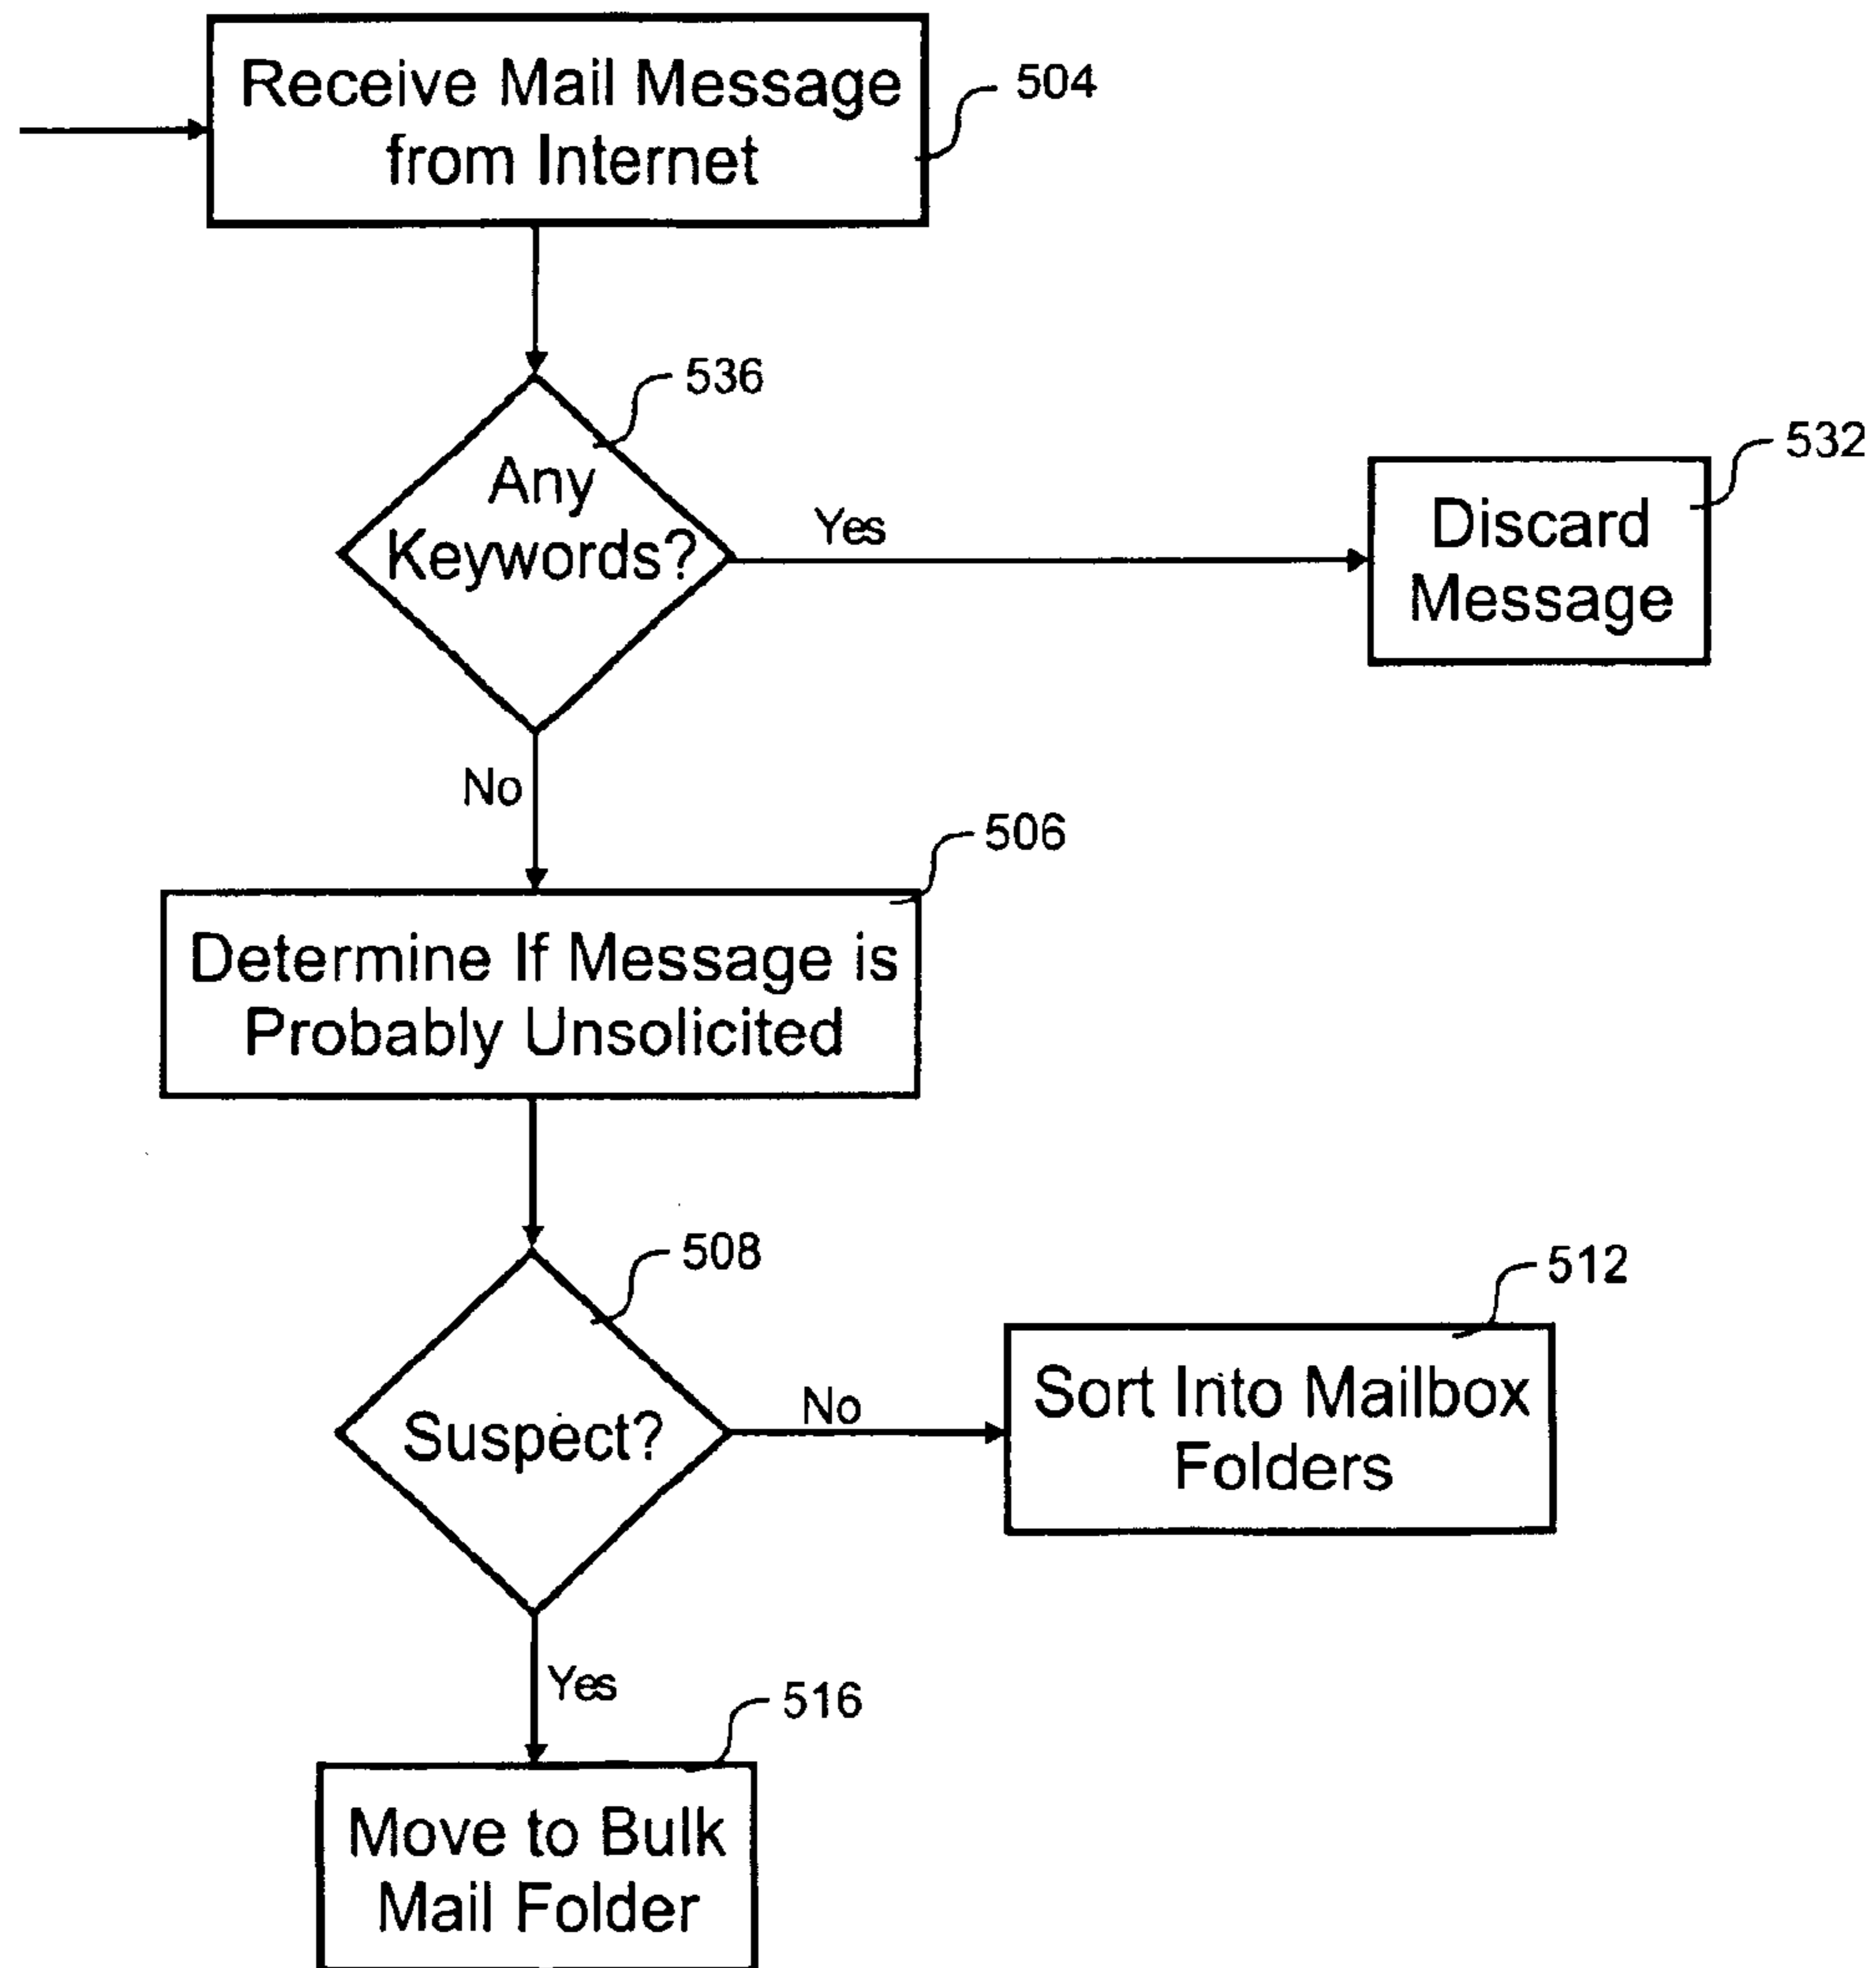 Receive Mail Message
from Internet
504
536
Any
Keywords?
Yes
532
Discard
Message
No
506
Determine If Message is
Probably Unsolicited
508
Suspect?
No
512
Sort Into Mailbox
Folders
Yes
516
Move to Bulk
Mail Folder